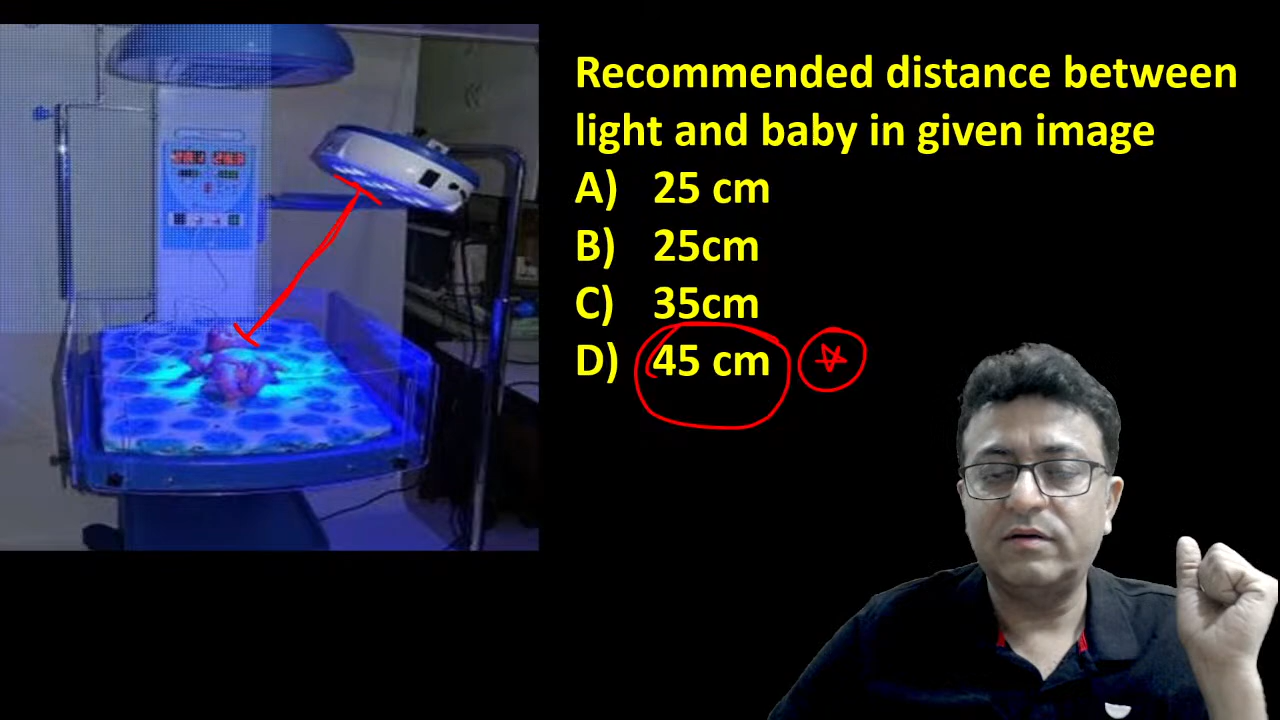 Recommended distance between
light and baby in given image
A) 25 cm
B) 25cm
C) 35cm
D) 45 cm